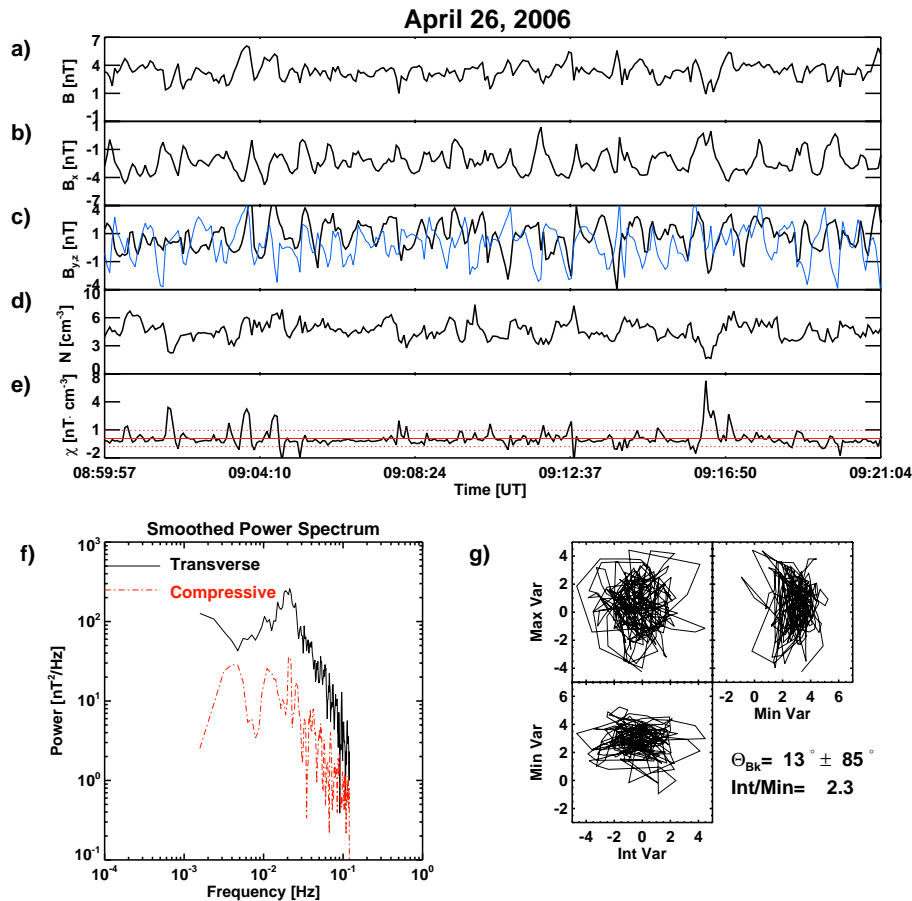 April 26, 2006
a)
B [nT]
7
4
1
-1
b)
Bx [nT]
1
-1
-4
-7
c)
By,z [nT]
4
1
-1
-4
d)
N [cm-3]
10
6
3
0
e)
χ [nT· cm-3]
8
4
1
-2
08:59:57 09:04:10 09:08:24 09:12:37 09:16:50 09:21:04
Time [UT]
f)
Smoothed Power Spectrum
Transverse
Compressive
Power [nT2/Hz]
103
102
101
100
10-1
10-4 10-3 10-2 10-1 100
Frequency [Hz]
g)
Max Var
4
2
0
-2
-4
-2 0 2 4 6
Min Var
Min Var
4
2
0
-2
-4 -2 0 2 4
Int Var
ΘBk= 13° ± 85°
Int/Min= 2.3